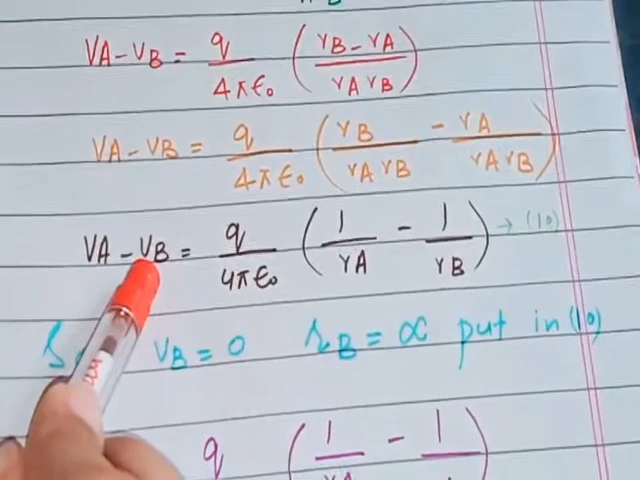 VA - VB = q / 4πε₀ ( rB - rA / rA rB )
VA - VB = q / 4πε₀ ( rB / rA rB - rA / rA rB )
VA - VB = q / 4πε₀ ( 1 / rA - 1 / rB ) → (10)
VB = 0 rB = ∝ put in (10)
q ( 1 / rA - 1